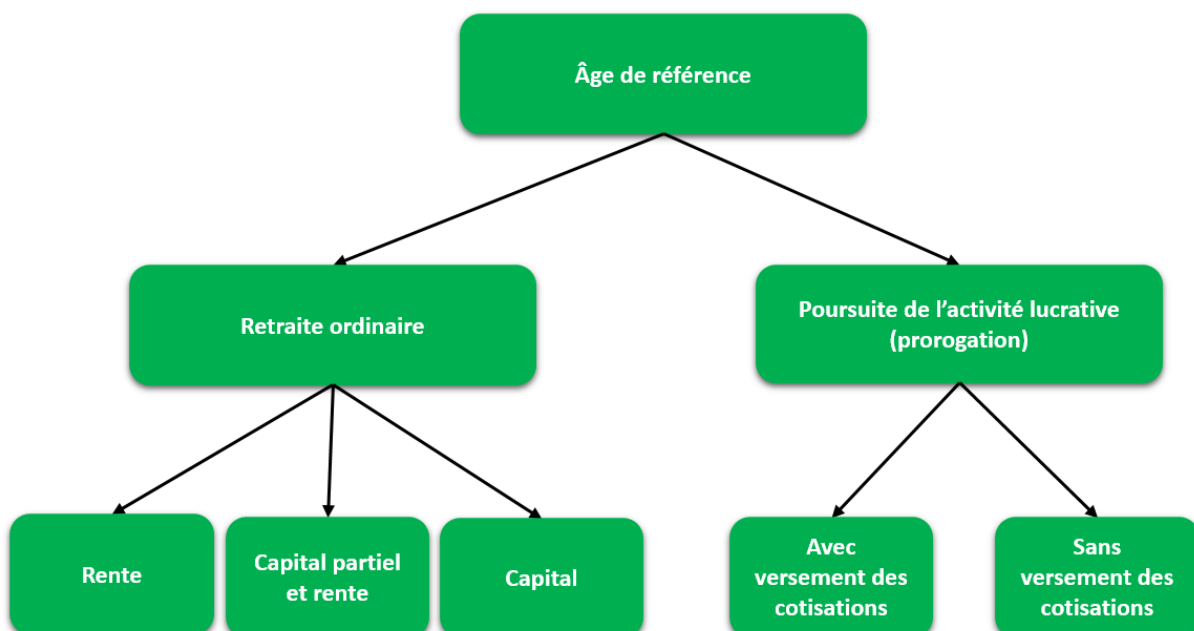 Âge de référence
Retraite ordinaire
Poursuite de l’activité lucrative
(prorogation)
Rente
Capital partiel
et rente
Capital
Avec
versement des
cotisations
Sans
versement des
cotisations